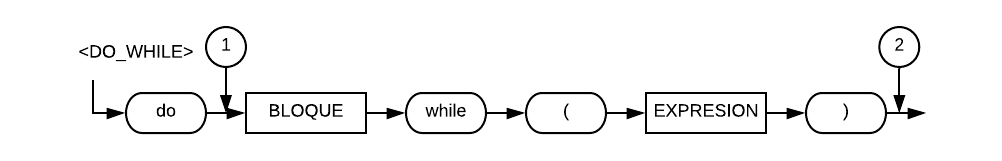 1
2
<DO_WHILE>
do
BLOQUE
while
(
EXPRESION
)